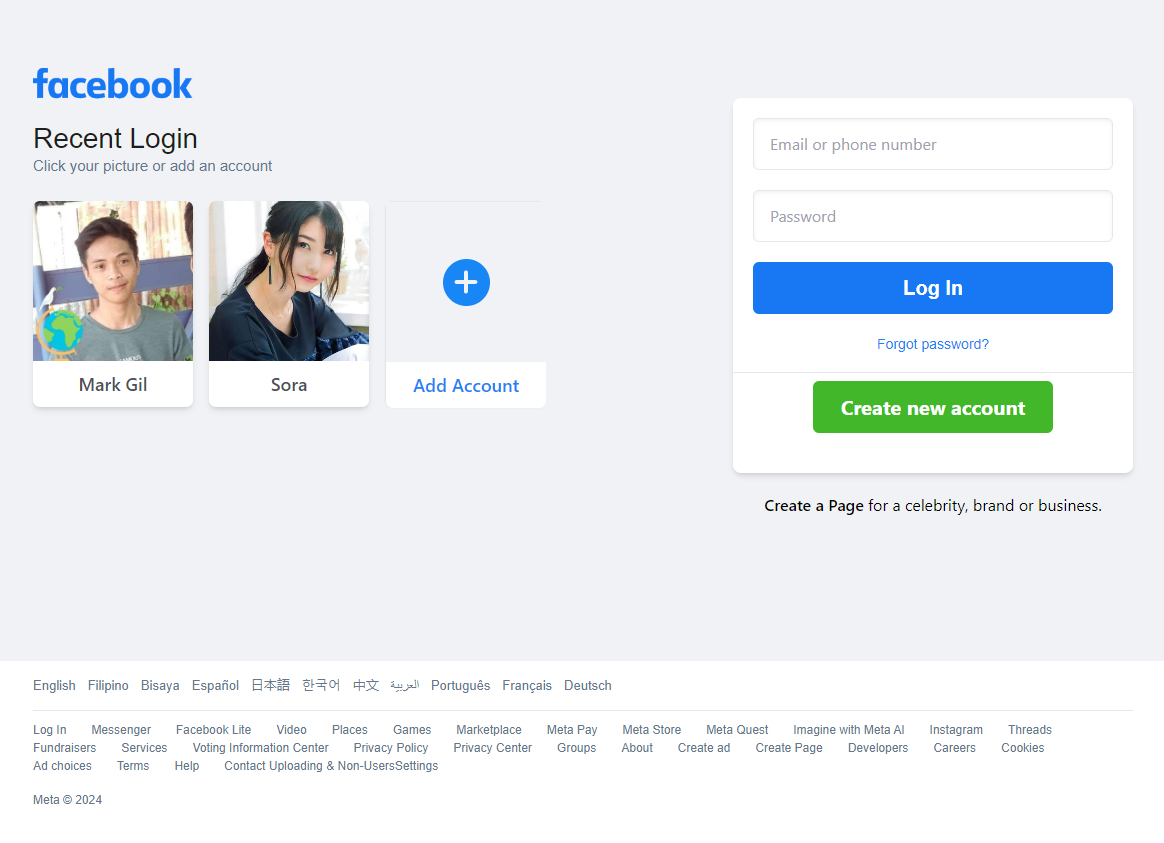 facebook
Recent Login
Click your picture or add an account
Mark Gil
Sora
Add Account
Email or phone number
Password
Log In
Forgot password?
Create new account
Create a Page for a celebrity, brand or business.
English Filipino Bisaya Español 日本語 한국어 中文 العربية Português Français Deutsch
Log In Messenger Facebook Lite Video Places Games Marketplace Meta Pay Meta Store Meta Quest Imagine with Meta AI Instagram Threads
Fundraisers Services Voting Information Center Privacy Policy Privacy Center Groups About Create ad Create Page Developers Careers Cookies
Ad choices Terms Help Contact Uploading & Non-UsersSettings
Meta © 2024